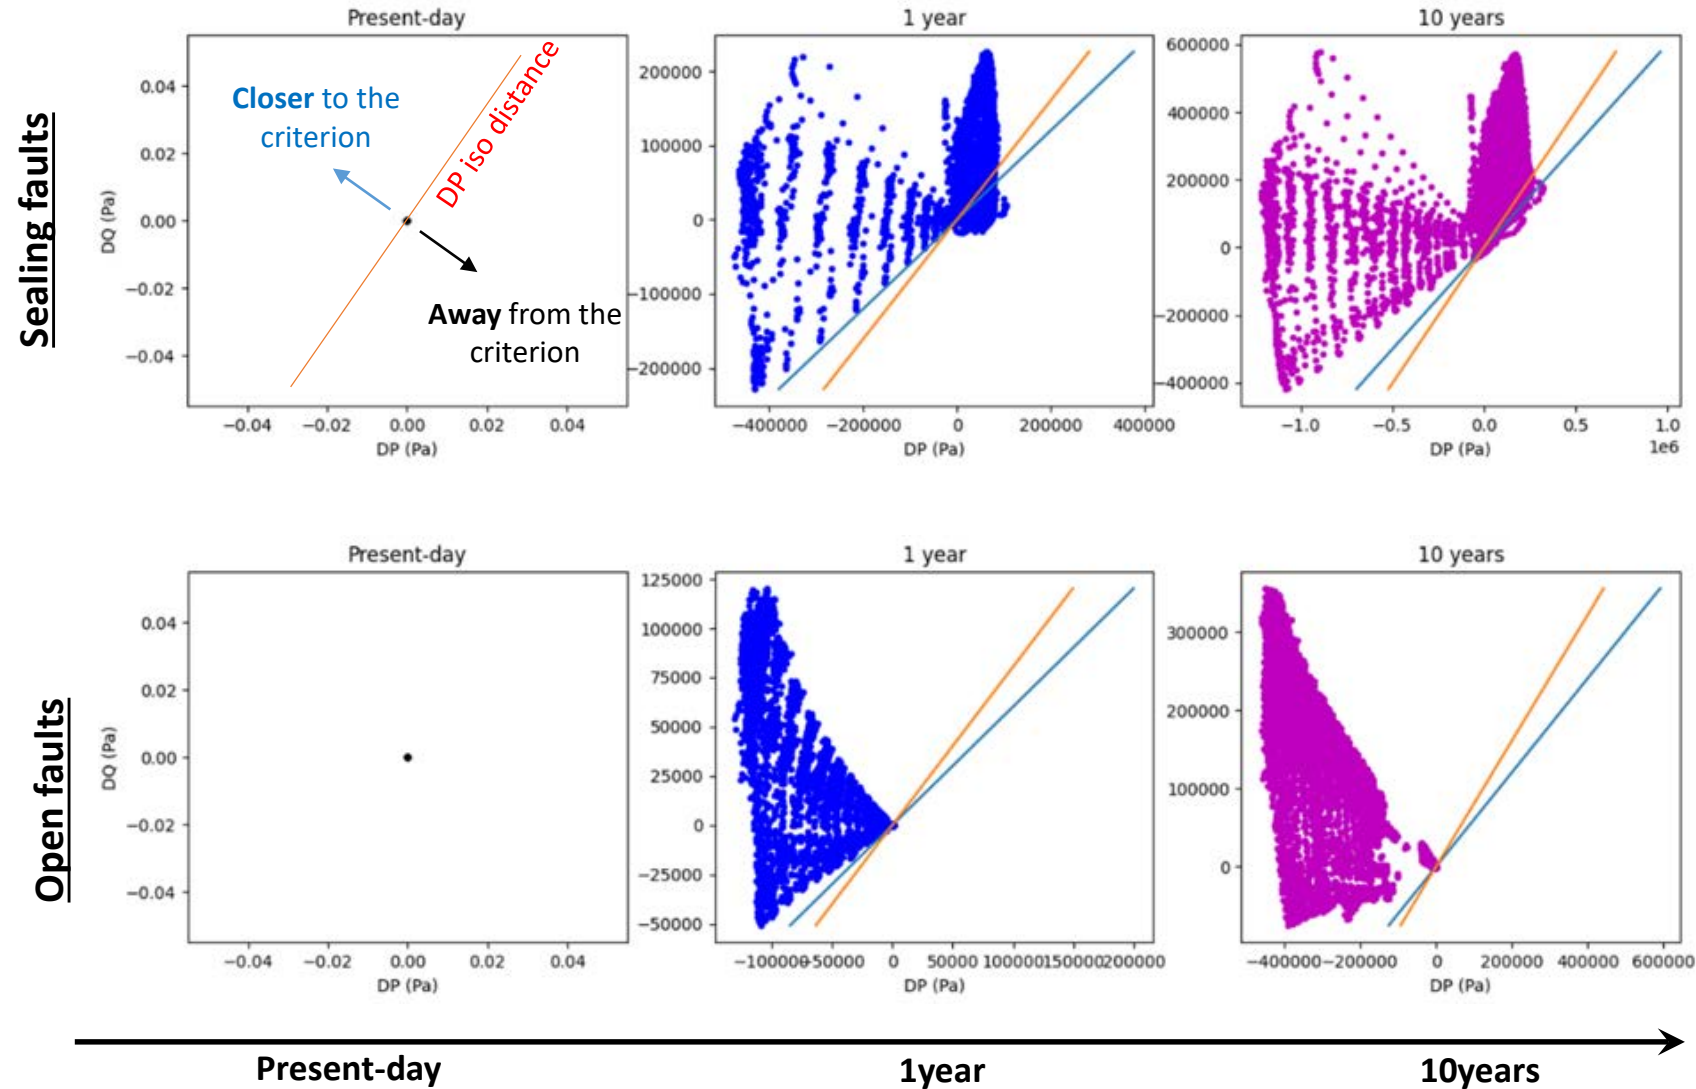 Present-day
1 year
10 years
Sealing faults
DQ (Pa)
0.04
0.02
0.00
−0.02
−0.04
Closer to the
criterion
DP iso distance
Away from the
criterion
−0.04 −0.02 0.00 0.02 0.04
DP (Pa)
200000
100000
0
−100000
−200000
−400000 −200000 0 200000 400000
DP (Pa)
600000
400000
200000
0
−200000
−400000
−1.0 −0.5 0.0 0.5 1.0
1e6
DP (Pa)
Present-day
1 year
10 years
Open faults
DQ (Pa)
0.04
0.02
0.00
−0.02
−0.04
−0.04 −0.02 0.00 0.02 0.04
DP (Pa)
125000
100000
75000
50000
25000
0
−25000
−50000
−100000 −50000 0 50000 100000 150000 200000
DP (Pa)
300000
200000
100000
0
−400000 −200000 0 200000 400000 600000
DP (Pa)
Present-day
1year
10years